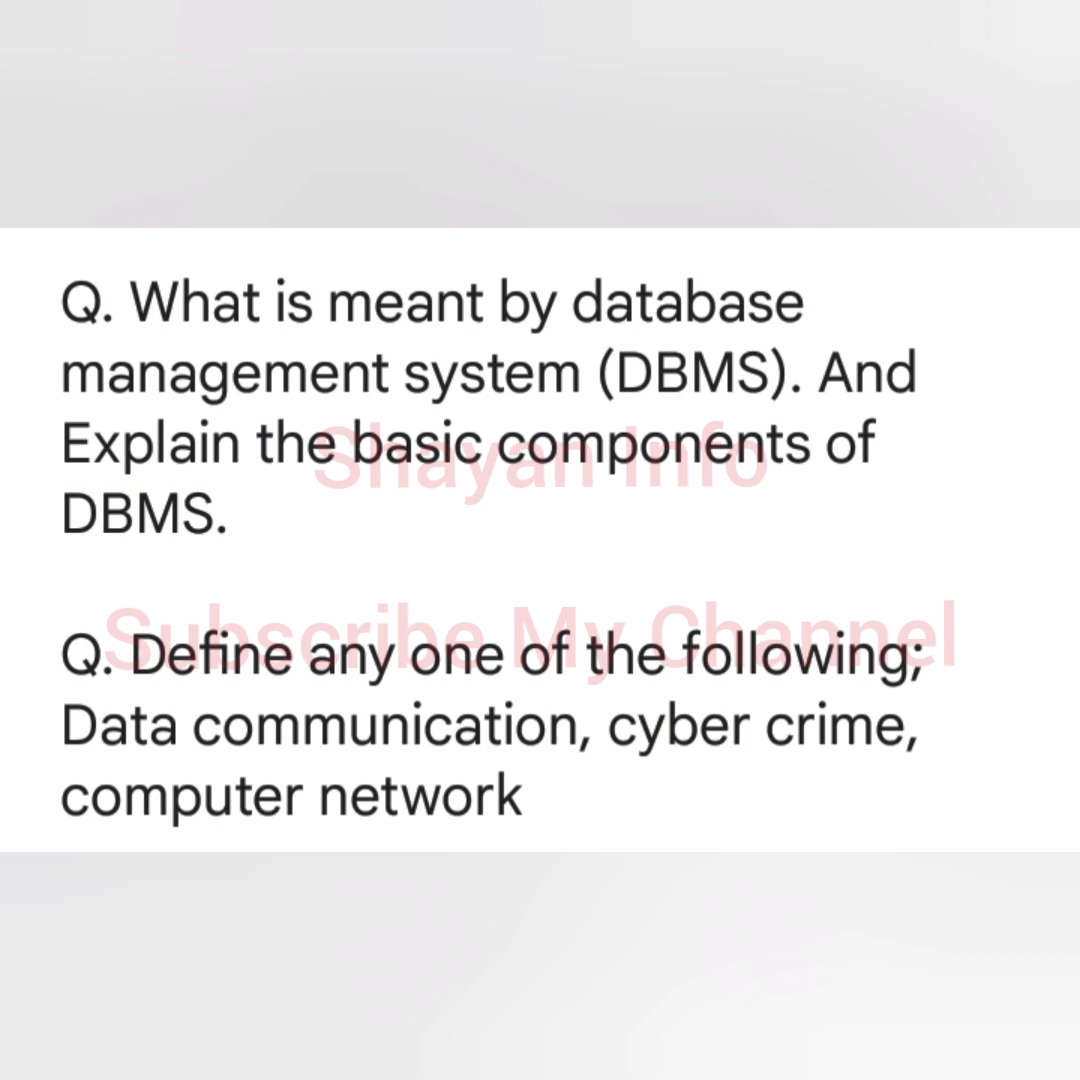 Q. What is meant by database
management system (DBMS). And
Explain the basic components of
DBMS.
Shayan Info
Subscribe My Channel
Q. Define any one of the following;
Data communication, cyber crime,
computer network